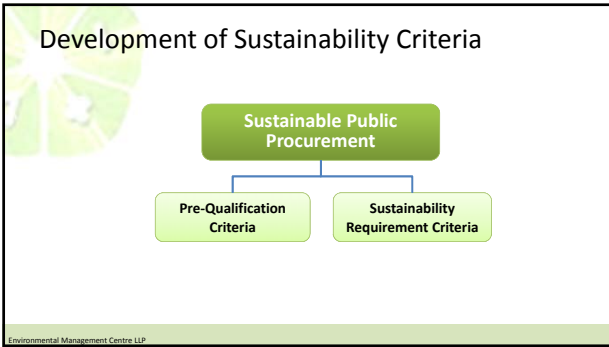 Development of Sustainability Criteria
Sustainable Public
Procurement
Pre-Qualification
Criteria
Sustainability
Requirement Criteria
Environmental Management Centre LLP